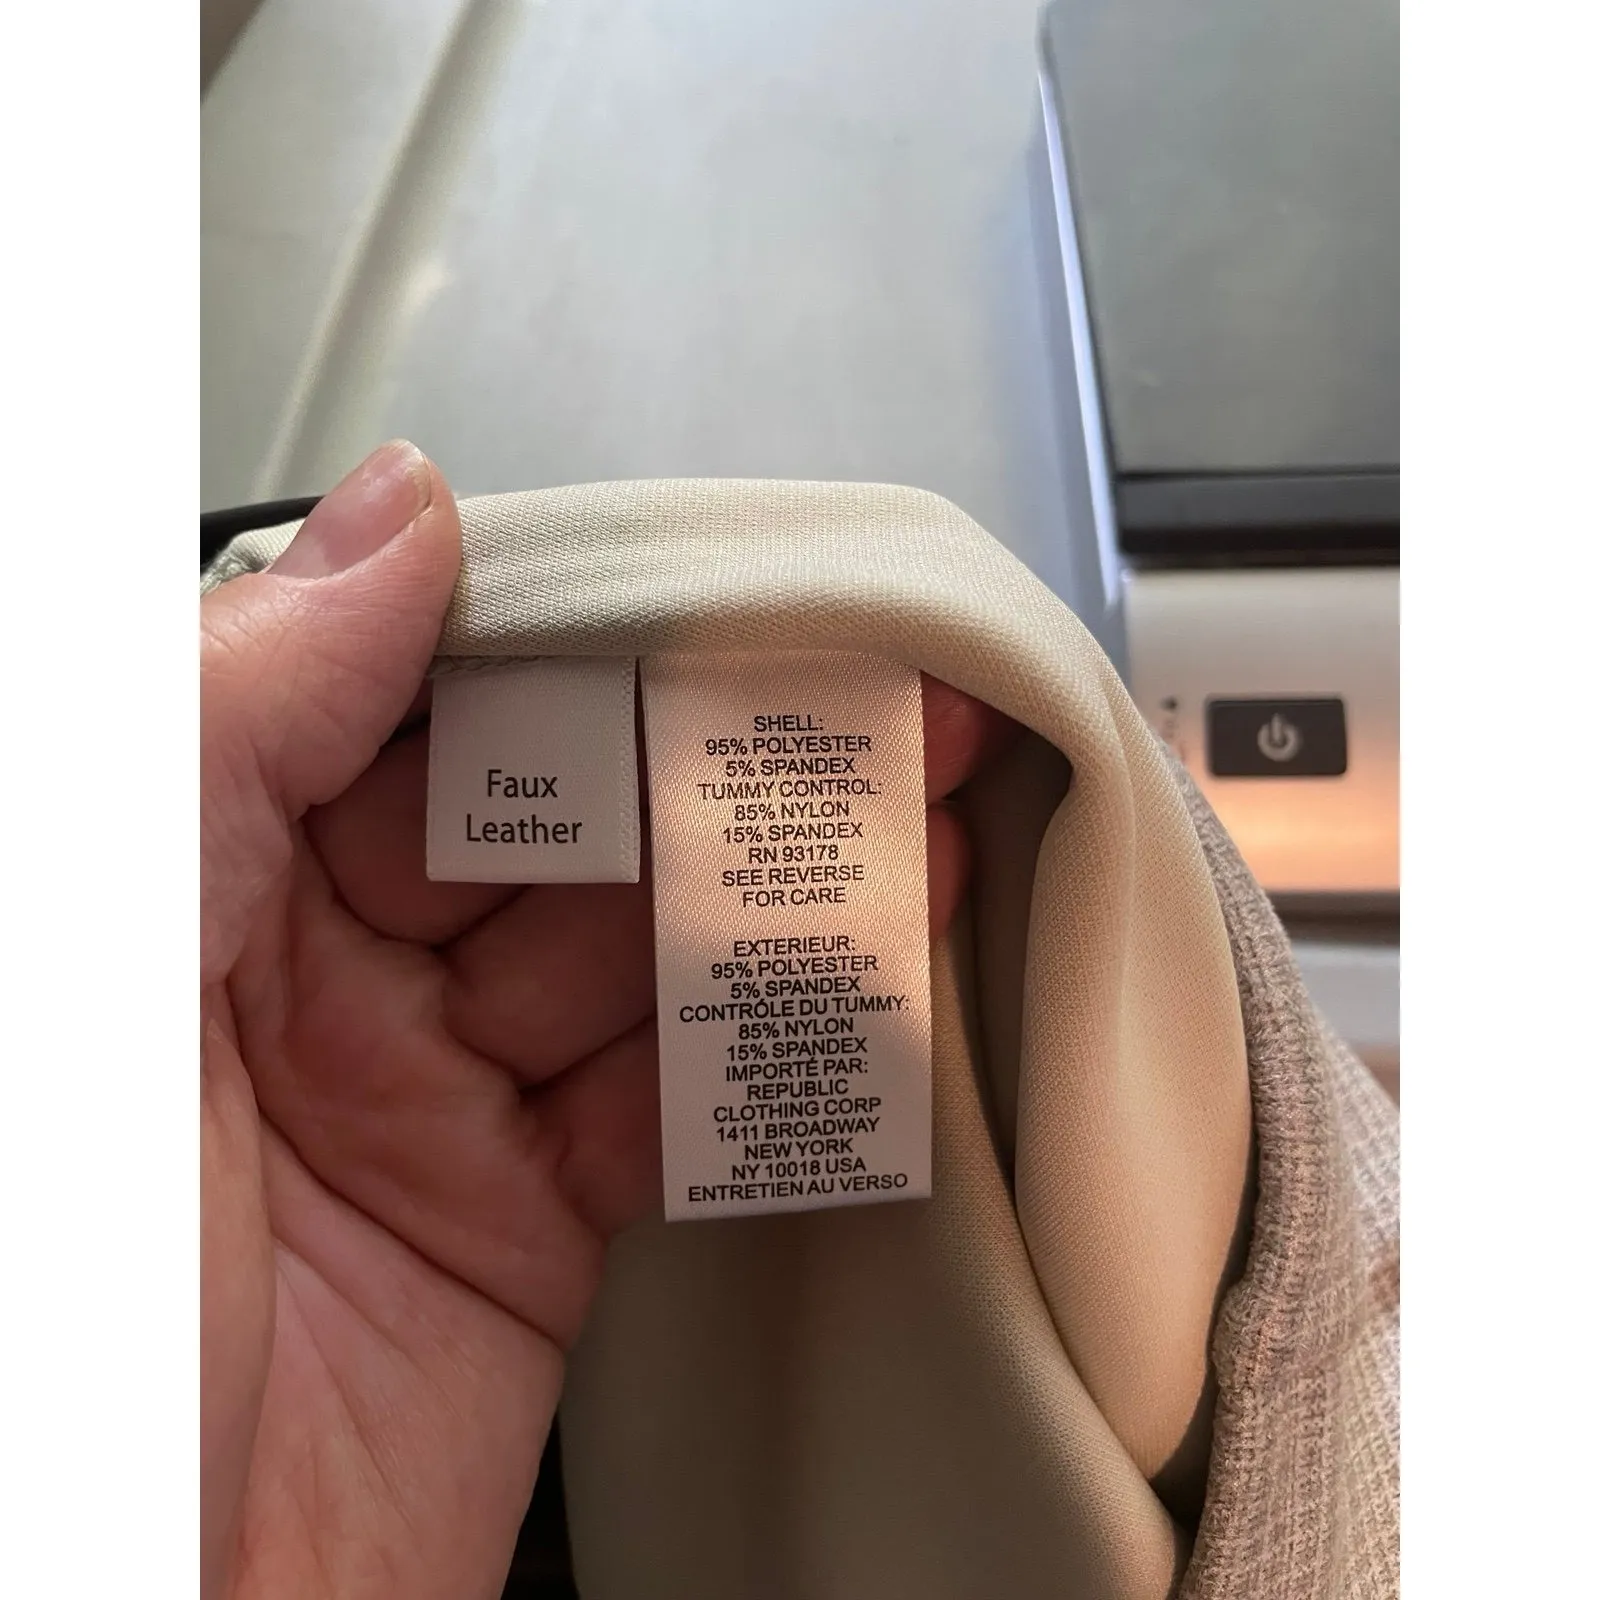 Faux
Leather
SHELL:
95% POLYESTER
5% SPANDEX
TUMMY CONTROL:
85% NYLON
15% SPANDEX
RN 93178
SEE REVERSE
FOR CARE
EXTERIEUR:
95% POLYESTER
5% SPANDEX
CONTRÔLE DU TUMMY:
85% NYLON
15% SPANDEX
IMPORTÉ PAR:
REPUBLIC
CLOTHING CORP
1411 BROADWAY
NEW YORK
NY 10018 USA
ENTRETIEN AU VERSO